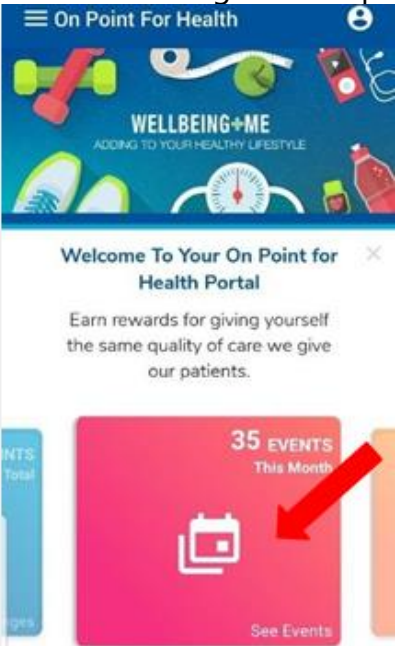 On Point For Health
WELLBEING+ME
ADDING TO YOUR HEALTHY LIFESTYLE
Welcome To Your On Point for
Health Portal
Earn rewards for giving yourself
the same quality of care we give
our patients.
35 EVENTS
This Month
Total
See Events